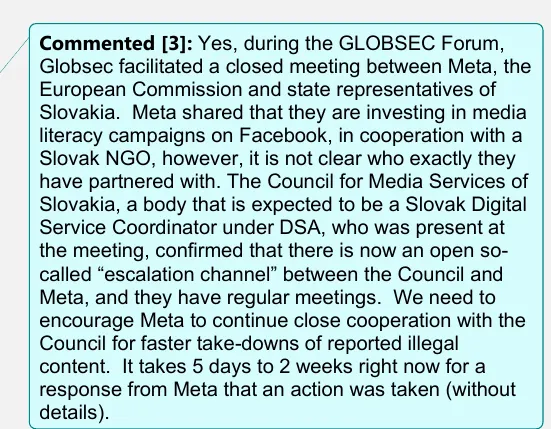 Commented [3]: Yes, during the GLOBSEC Forum,
Globsec facilitated a closed meeting between Meta, the
European Commission and state representatives of
Slovakia.  Meta shared that they are investing in media
literacy campaigns on Facebook, in cooperation with a
Slovak NGO, however, it is not clear who exactly they
have partnered with. The Council for Media Services of
Slovakia, a body that is expected to be a Slovak Digital
Service Coordinator under DSA, who was present at
the meeting, confirmed that there is now an open so-
called “escalation channel” between the Council and
Meta, and they have regular meetings.  We need to
encourage Meta to continue close cooperation with the
Council for faster take-downs of reported illegal
content.  It takes 5 days to 2 weeks right now for a
response from Meta that an action was taken (without
details).